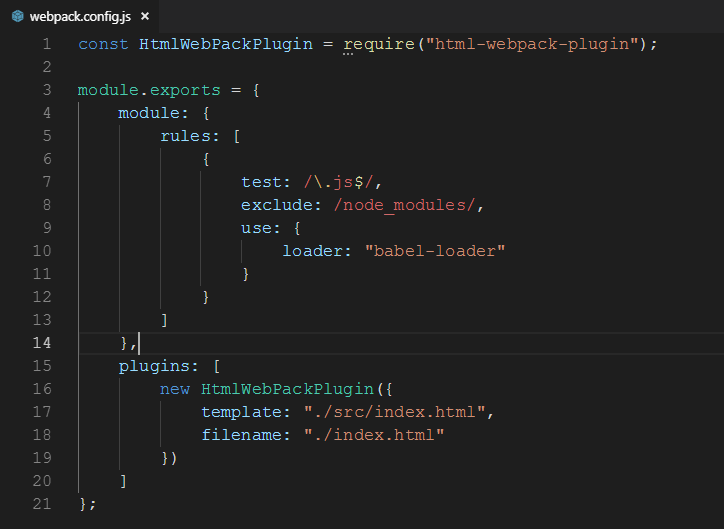 webpack.config.js ×
1 const HtmlWebPackPlugin = require("html-webpack-plugin");
2
3 module.exports = {
4     module: {
5         rules: [
6             {
7                 test: /\.js$/,
8                 exclude: /node_modules/,
9                 use: {
10                     loader: "babel-loader"
11                 }
12             }
13         ]
14     },
15     plugins: [
16         new HtmlWebPackPlugin({
17             template: "./src/index.html",
18             filename: "./index.html"
19         })
20     ]
21 };